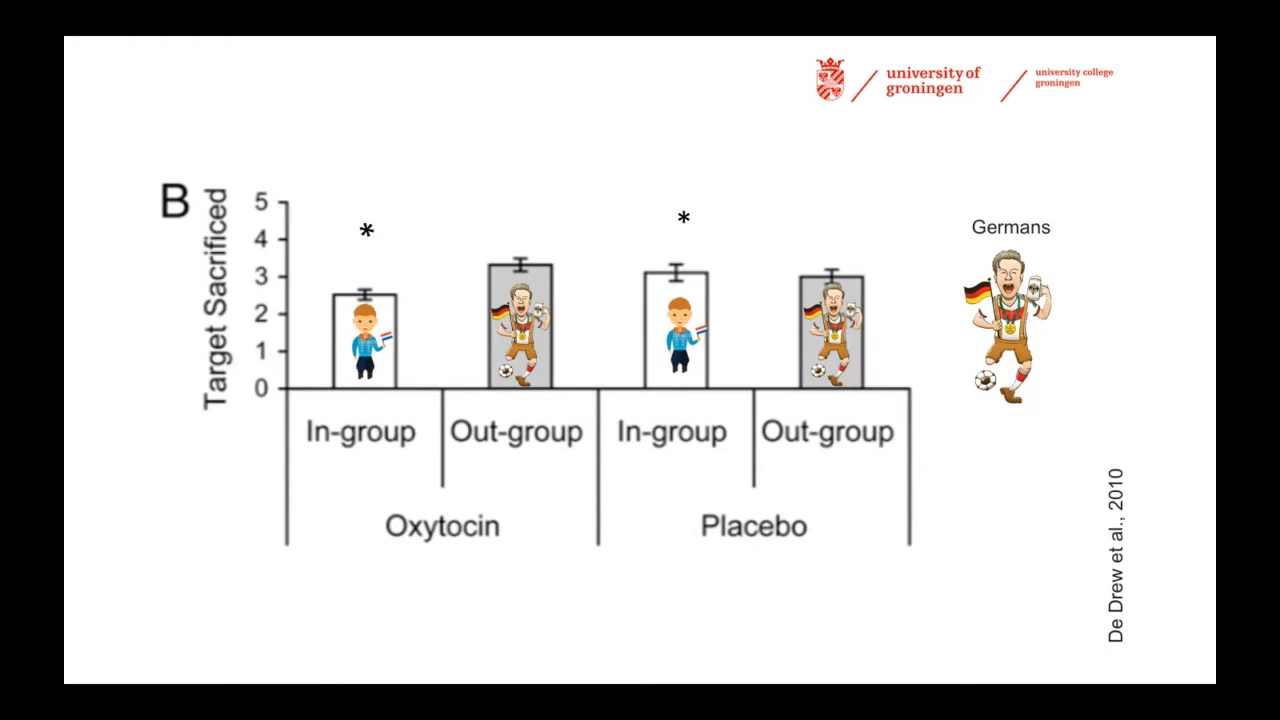 university of
groningen
university college
groningen
B
Target Sacrificed
5
4
3
2
1
0
*
*
Germans
In-group
Out-group
In-group
Out-group
Oxytocin
Placebo
De Drew et al., 2010